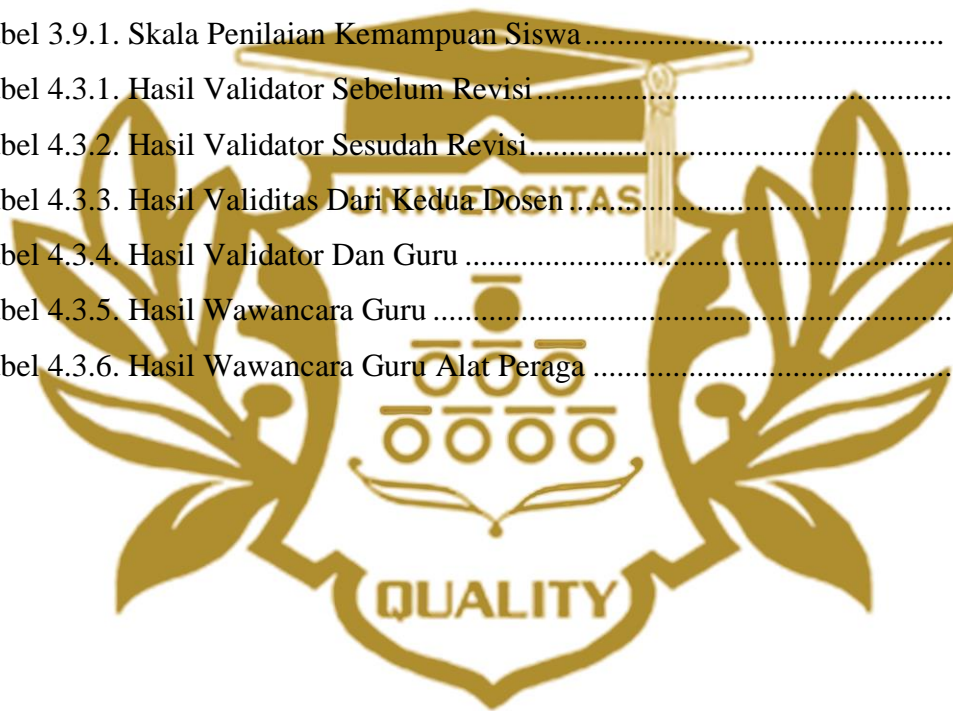 bel 3.9.1. Skala Penilaian Kemampuan Siswa............................................
bel 4.3.1. Hasil Validator Sebelum Revisi..................................................
bel 4.3.2. Hasil Validator Sesudah Revisi...................................................
UNIVERSITAS
bel 4.3.3. Hasil Validitas Dari Kedua Dosen..............................................
bel 4.3.4. Hasil Validator Dan Guru...........................................................
bel 4.3.5. Hasil Wawancara Guru...............................................................
bel 4.3.6. Hasil Wawancara Guru Alat Peraga............................................
QUALITY